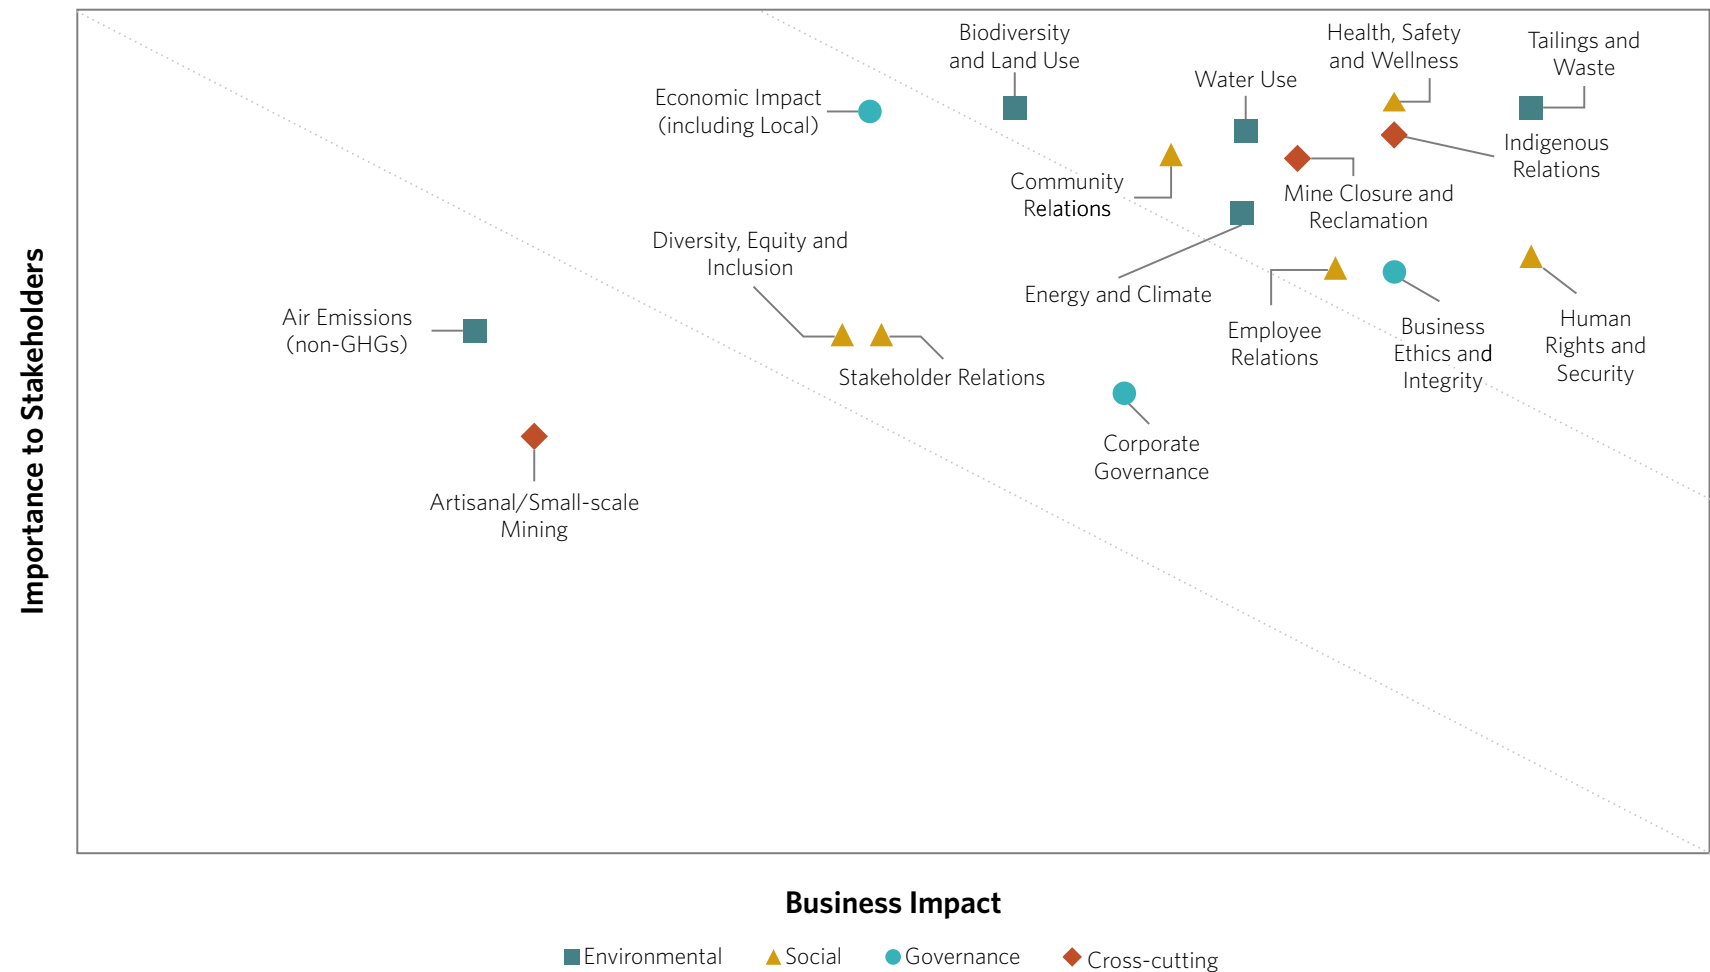 Biodiversity
and Land Use
Health, Safety
and Wellness
Tailings and
Waste
Water Use
Economic Impact
(including Local)
Indigenous
Relations
Community
Relations
Mine Closure and
Reclamation
Diversity, Equity and
Inclusion
Energy and Climate
Air Emissions
(non-GHGs)
Employee
Relations
Business
Ethics and
Integrity
Human
Rights and
Security
Stakeholder Relations
Corporate
Governance
Artisanal/Small-scale
Mining
Importance to Stakeholders
Business Impact
Environmental
Social
Governance
Cross-cutting